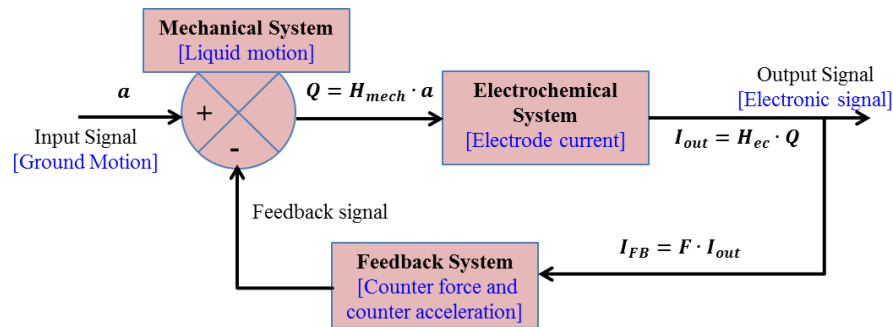 Mechanical System
[Liquid motion]
a
+
-
Input Signal
[Ground Motion]
Q = H_mech · a
Electrochemical
System
[Electrode current]
Output Signal
[Electronic signal]
I_out = H_ec · Q
Feedback signal
Feedback System
[Counter force and
counter acceleration]
I_FB = F · I_out